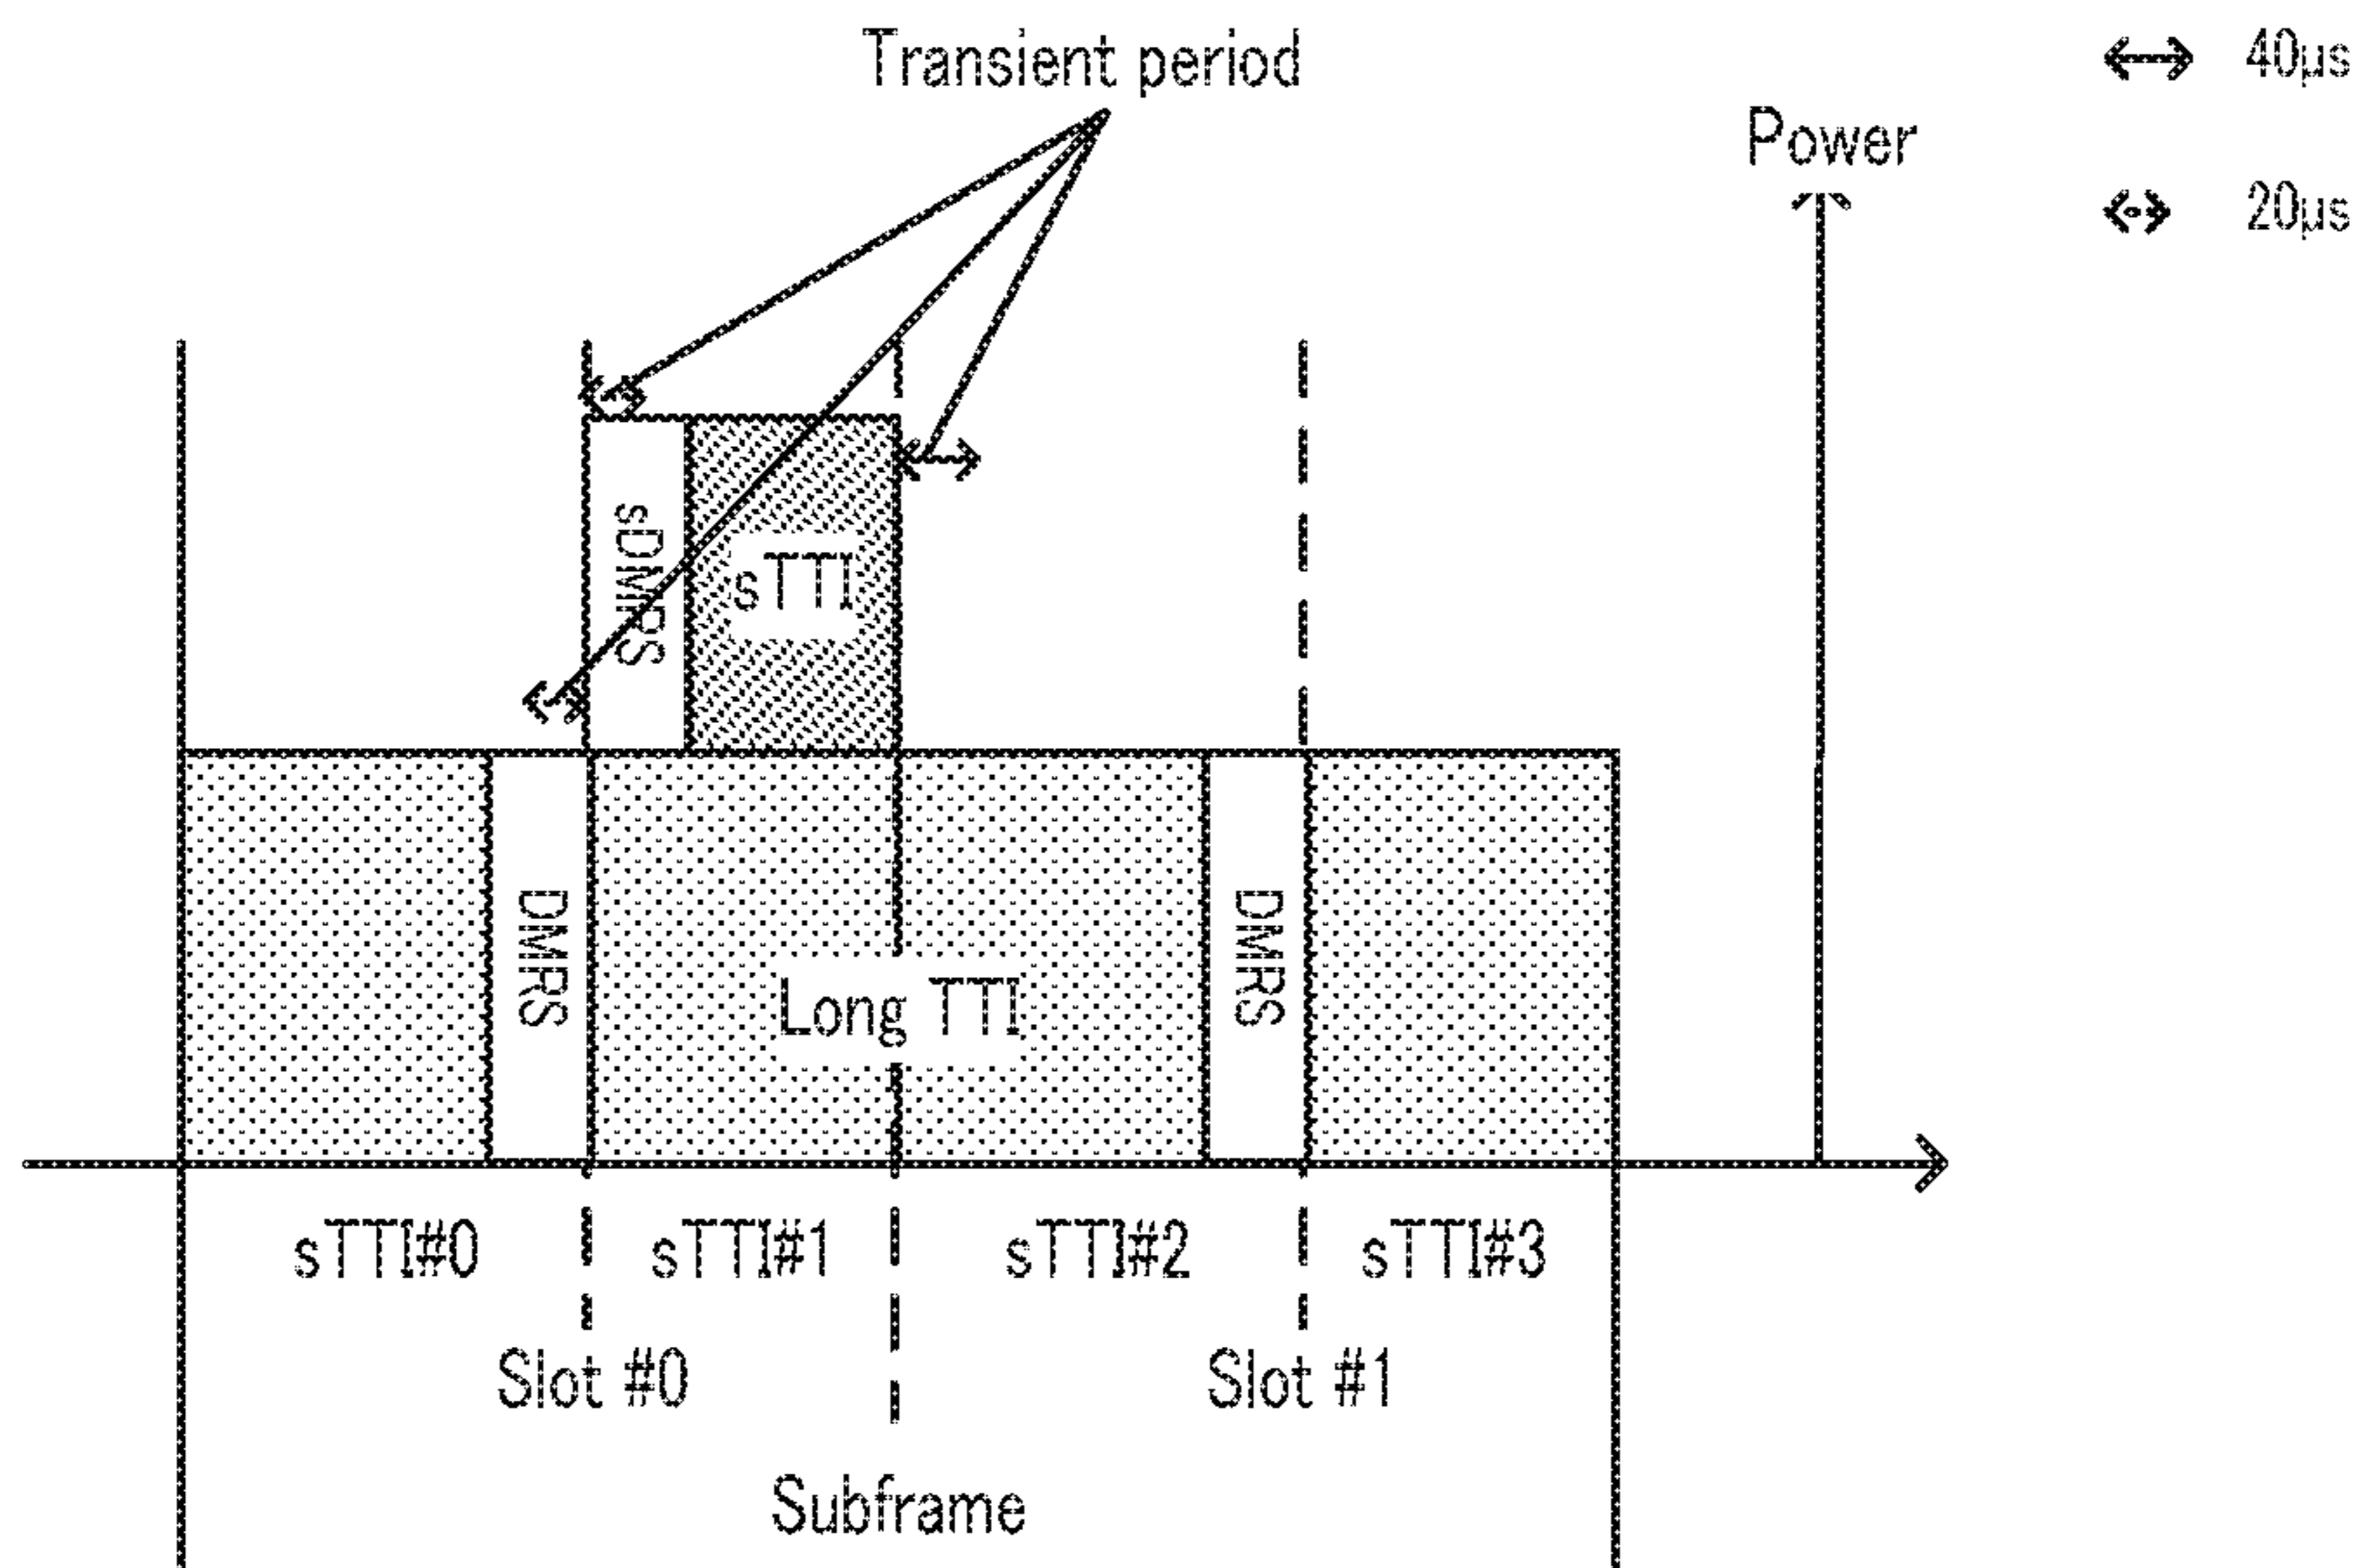 Transient period
40µs
Power
20µs
sDMRS
sTTI
DMRS
DMRS
Long TTI
sTTI#0
sTTI#1
sTTI#2
sTTI#3
Slot #0
Slot #1
Subframe